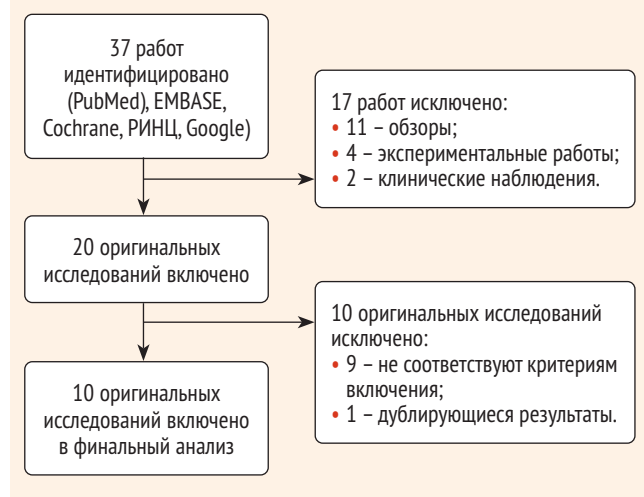 37 работ
идентифицировано
(PubMed), EMBASE,
Cochrane, РИНЦ, Google)
17 работ исключено:
• 11 – обзоры;
• 4 – экспериментальные работы;
• 2 – клинические наблюдения.
20 оригинальных
исследований включено
10 оригинальных исследований
исключено:
• 9 – не соответствуют критериям
включения;
• 1 – дублирующиеся результаты.
10 оригинальных
исследований включено
в финальный анализ